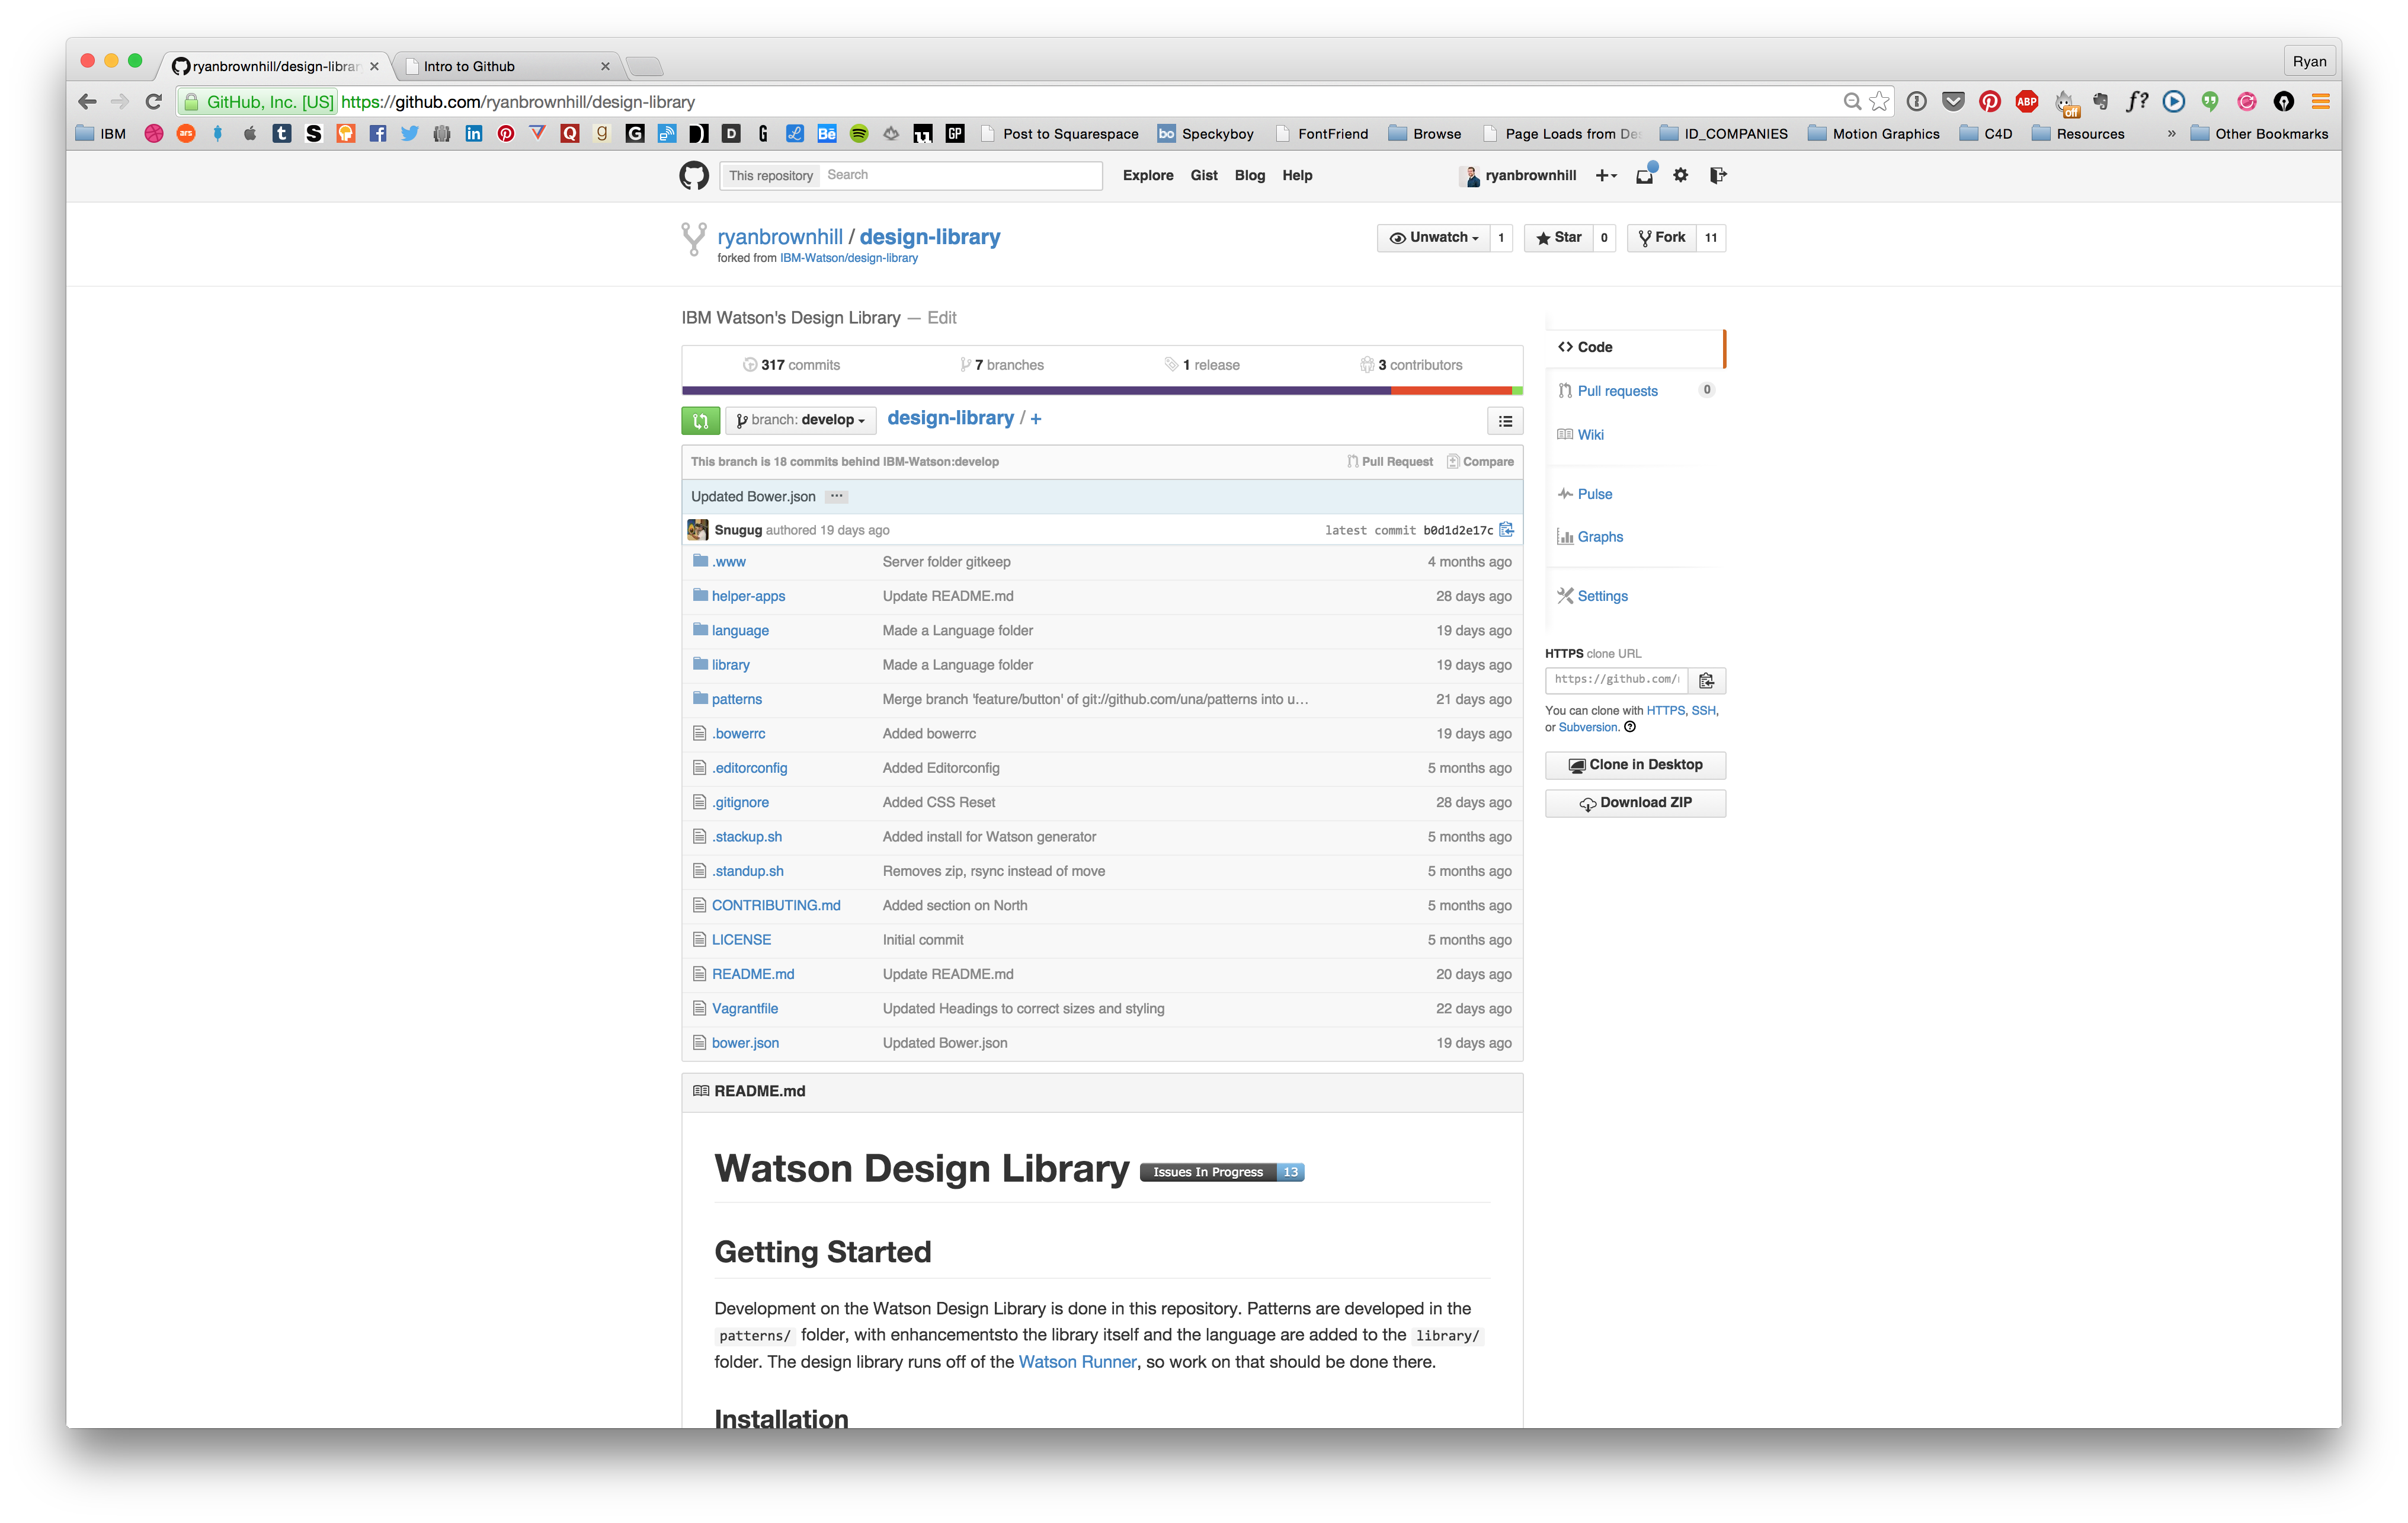 ryanbrownhill/design-librar
Intro to Github
Ryan
GitHub, Inc. [US] https://github.com/ryanbrownhill/design-library
ABP off f?
IBM ars t S Q g G D D G Bē GP Post to Squarespace bo Speckyboy FontFriend Browse Page Loads from Des ID_COMPANIES Motion Graphics C4D Resources » Other Bookmarks
This repository Search Explore Gist Blog Help ryanbrownhill
ryanbrownhill / design-library Unwatch 1 Star 0 Fork 11
forked from IBM-Watson/design-library
IBM Watson's Design Library — Edit
317 commits 7 branches 1 release 3 contributors
branch: develop design-library / +
This branch is 18 commits behind IBM-Watson:develop Pull Request Compare
Updated Bower.json ...
Snugug authored 19 days ago latest commit b0d1d2e17c
.www Server folder gitkeep 4 months ago
helper-apps Update README.md 28 days ago
language Made a Language folder 19 days ago
library Made a Language folder 19 days ago
patterns Merge branch 'feature/button' of git://github.com/una/patterns into u… 21 days ago
.bowerrc Added bowerrc 19 days ago
.editorconfig Added Editorconfig 5 months ago
.gitignore Added CSS Reset 28 days ago
.stackup.sh Added install for Watson generator 5 months ago
.standup.sh Removes zip, rsync instead of move 5 months ago
CONTRIBUTING.md Added section on North 5 months ago
LICENSE Initial commit 5 months ago
README.md Update README.md 20 days ago
Vagrantfile Updated Headings to correct sizes and styling 22 days ago
bower.json Updated Bower.json 19 days ago
Code
Pull requests 0
Wiki
Pulse
Graphs
Settings
HTTPS clone URL
https://github.com/
You can clone with HTTPS, SSH,
or Subversion.
Clone in Desktop
Download ZIP
README.md
Watson Design Library Issues In Progress 13
Getting Started
Development on the Watson Design Library is done in this repository. Patterns are developed in the
patterns/ folder, with enhancementsto the library itself and the language are added to the library/
folder. The design library runs off of the Watson Runner, so work on that should be done there.
Installation